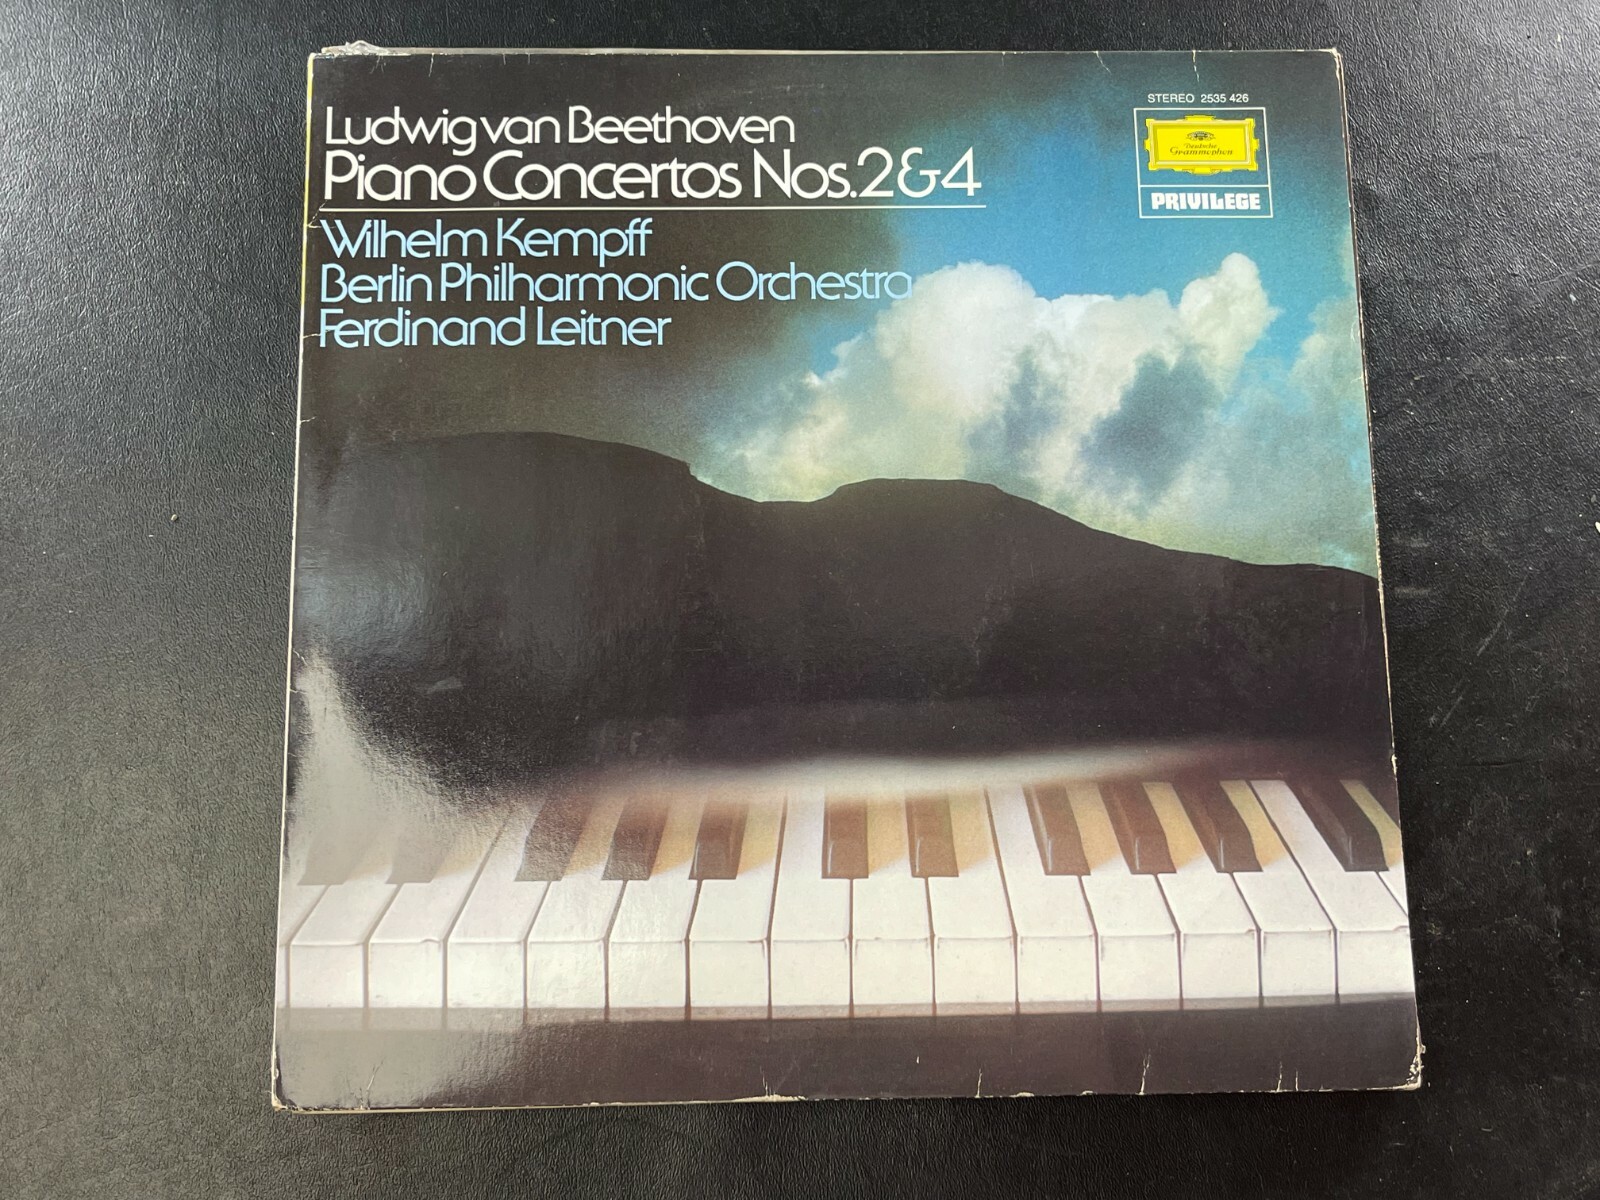 Ludwig van Beethoven
Piano Concertos Nos. 2 & 4
Wilhelm Kempff
Berlin Philharmonic Orchestra
Ferdinand Leitner
STEREO 2535 426
Deutsche
Grammophon
PRIVILEGE